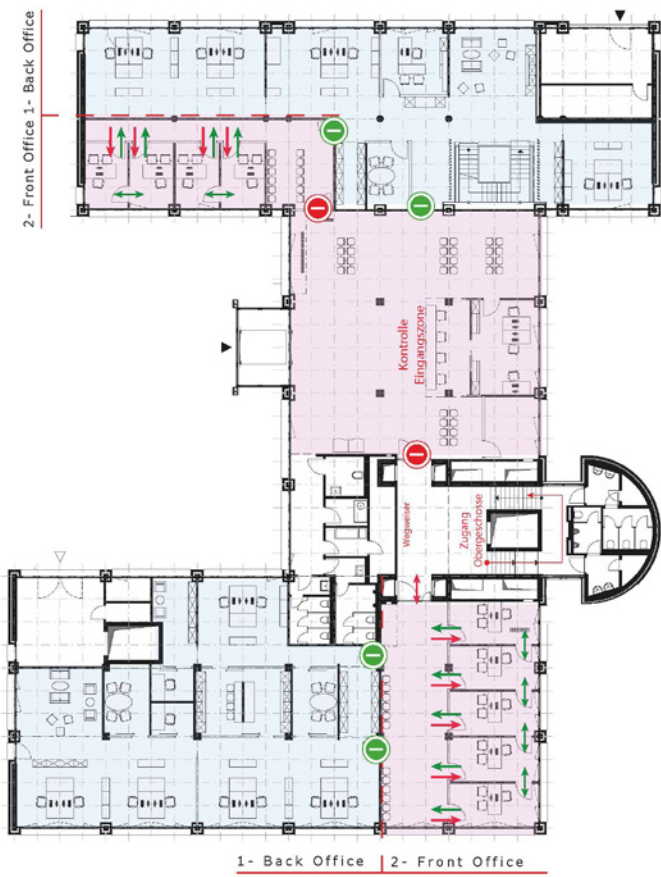 2- Front Office 1- Back Office
Kontrolle
Eingangszone
Wegweiser
Zugang
Obergeschosse
1- Back Office
2- Front Office